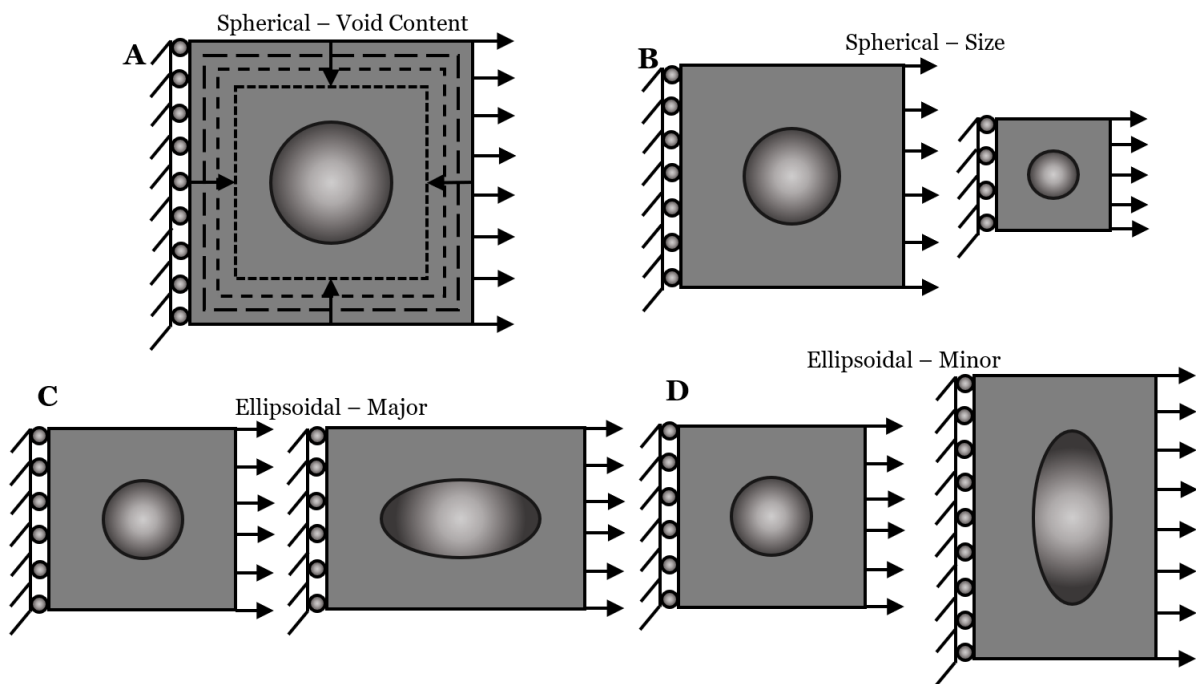 Spherical – Void Content
A
Spherical – Size
B
Ellipsoidal – Major
C
Ellipsoidal – Minor
D